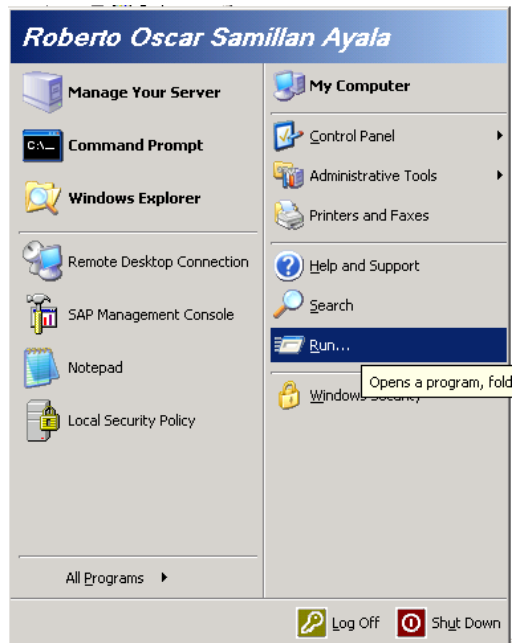 Roberto Oscar Samillan Ayala
Manage Your Server
Command Prompt
Windows Explorer
Remote Desktop Connection
SAP Management Console
Notepad
Local Security Policy
All Programs
My Computer
Control Panel
Administrative Tools
Printers and Faxes
Help and Support
Search
Run...
Opens a program, fold
Windows Security
Log Off
Shut Down